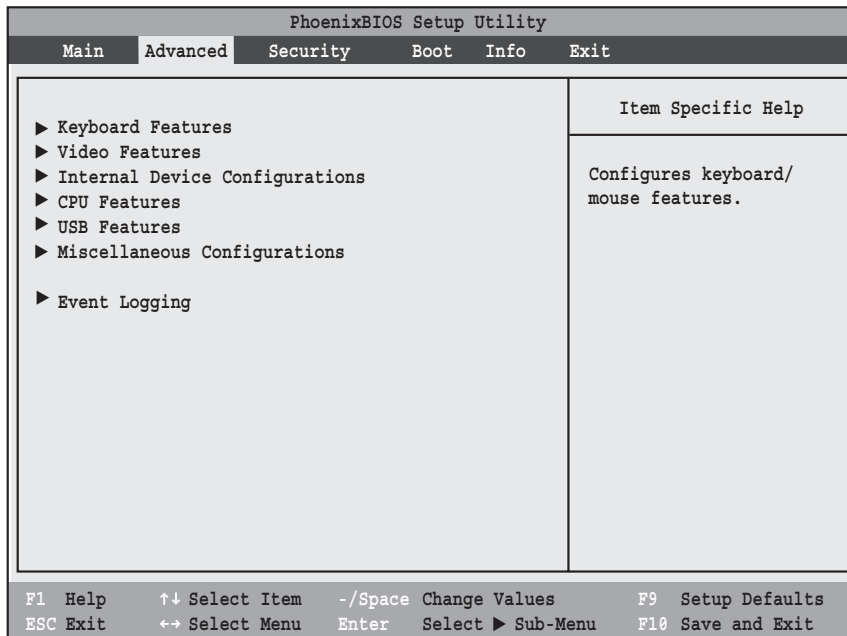 PhoenixBIOS Setup Utility
Main Advanced Security Boot Info Exit
▶ Keyboard Features
▶ Video Features
▶ Internal Device Configurations
▶ CPU Features
▶ USB Features
▶ Miscellaneous Configurations
▶ Event Logging
Item Specific Help
Configures keyboard/
mouse features.
F1 Help ↑↓ Select Item -/Space Change Values F9 Setup Defaults
ESC Exit ←→ Select Menu Enter Select ▶ Sub-Menu F10 Save and Exit